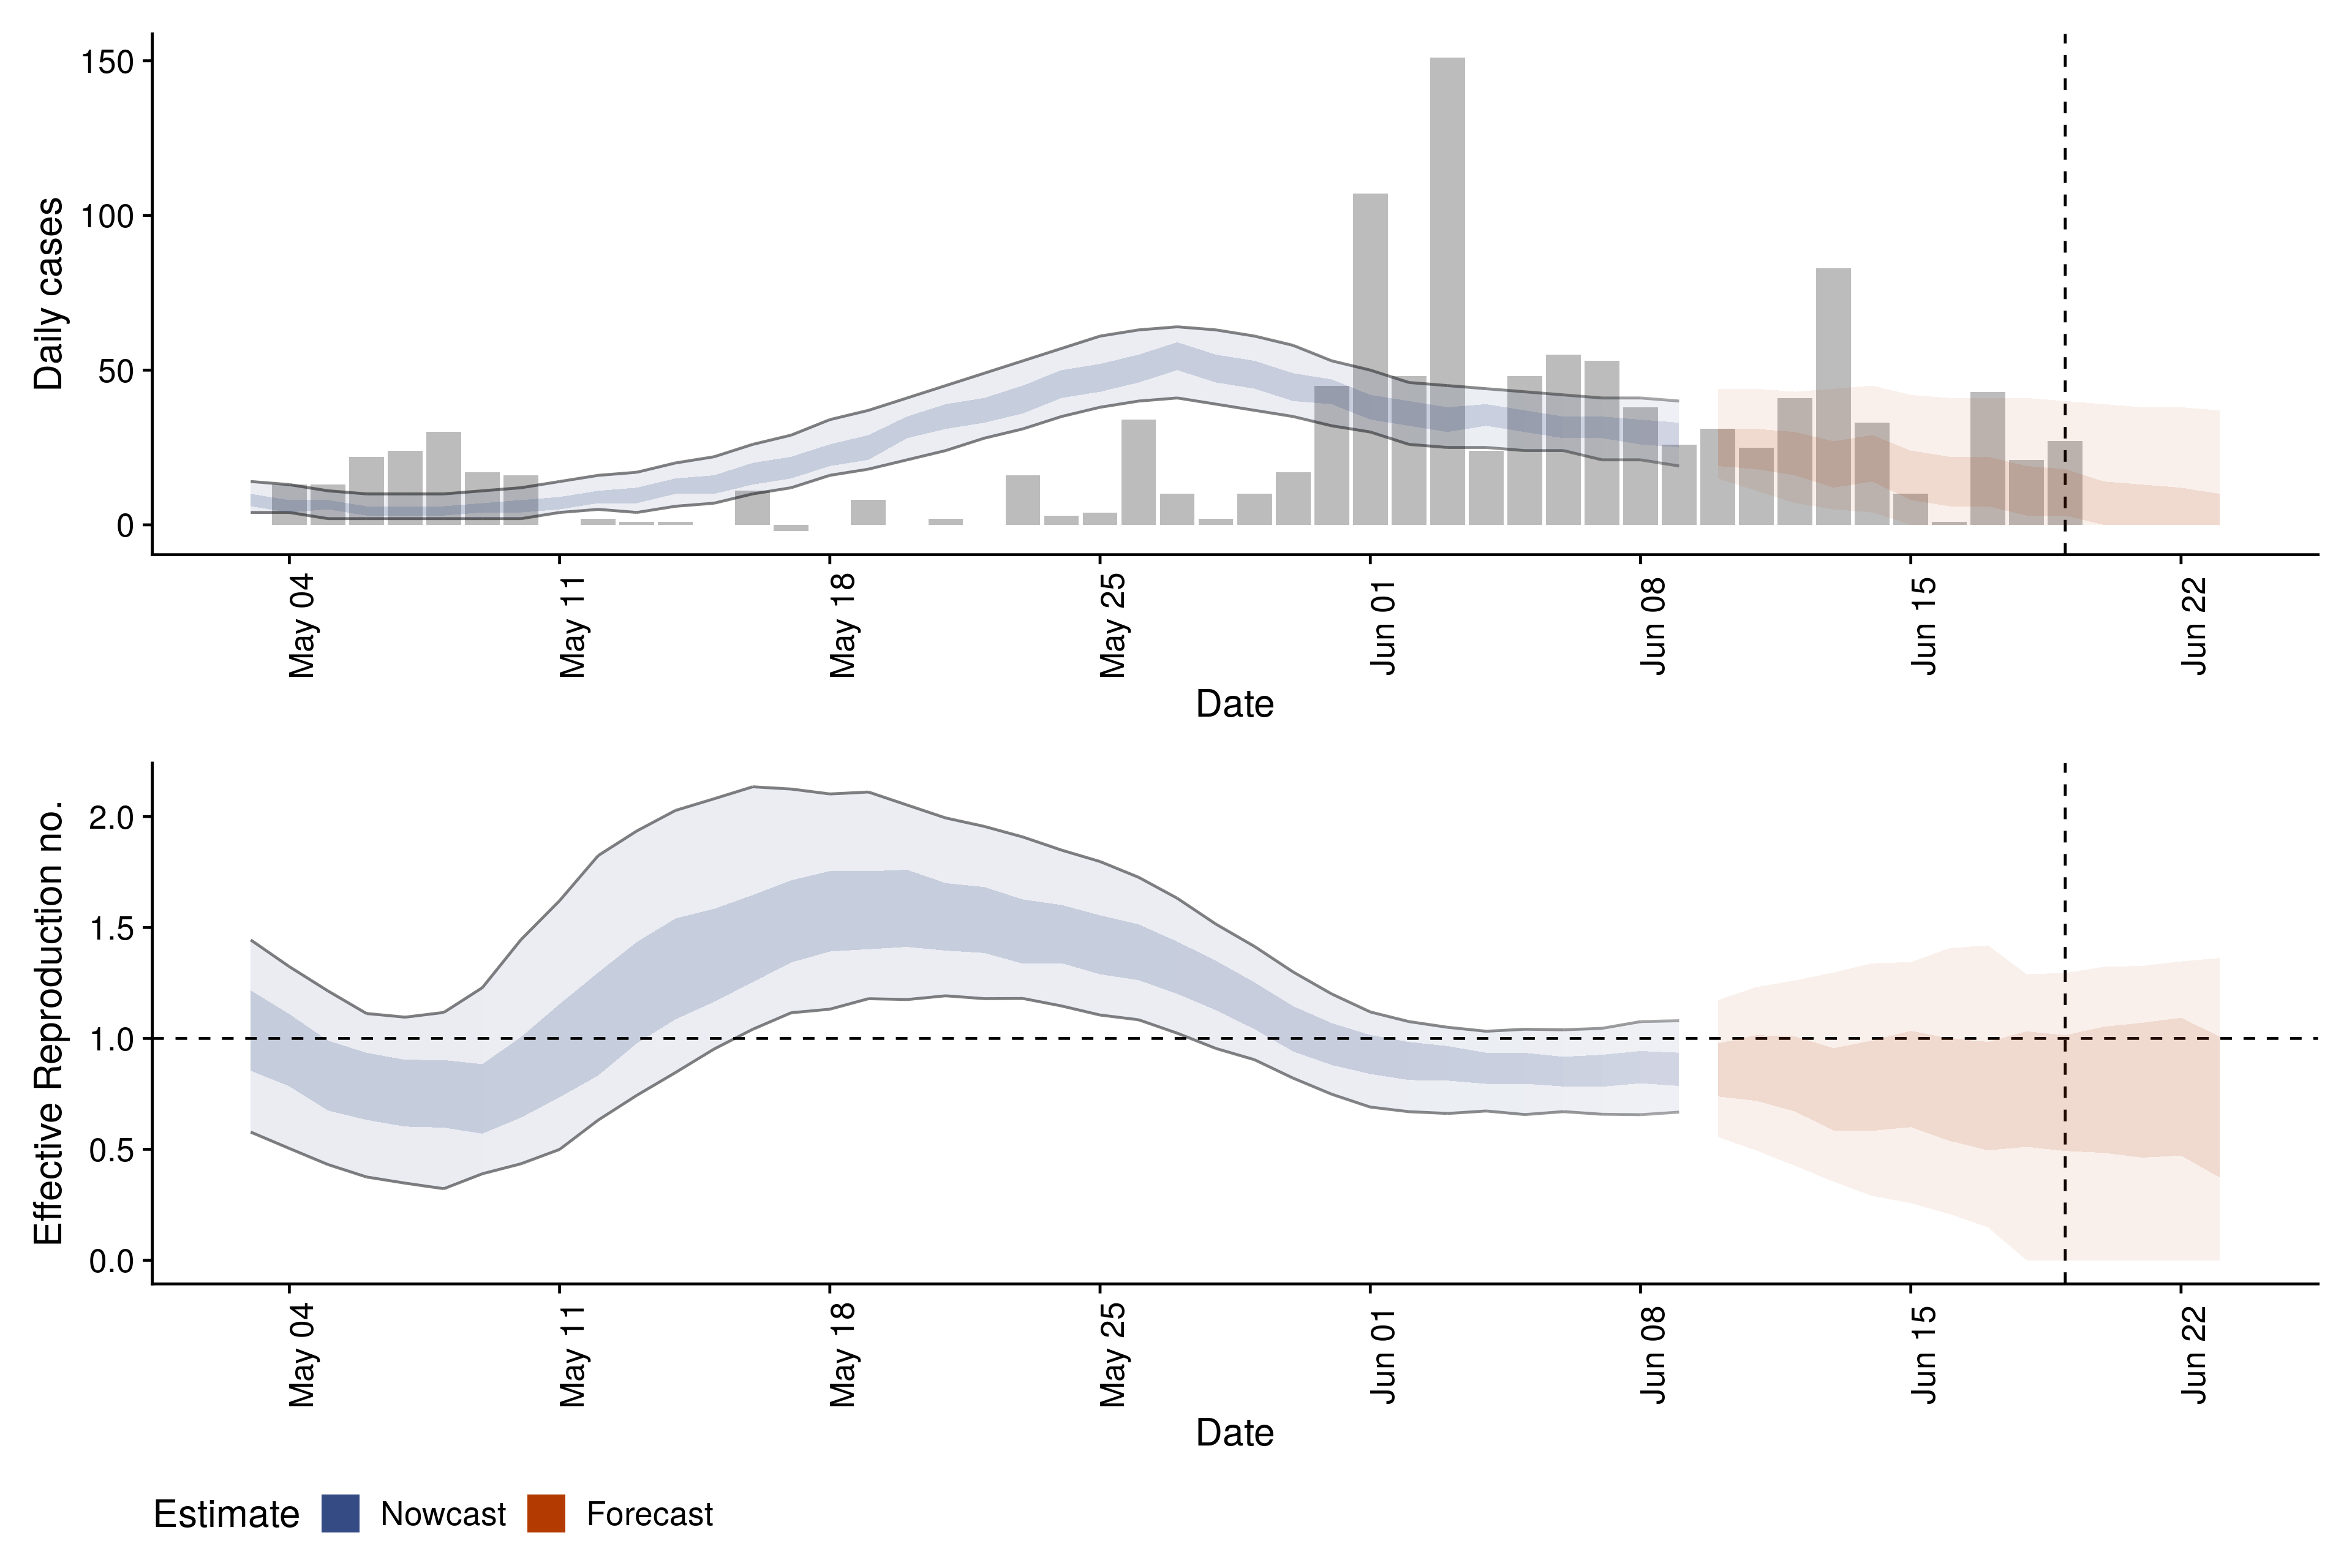 Daily cases
150
100
50
0
May 04
May 11
May 18
May 25
Jun 01
Jun 08
Jun 15
Jun 22
Date
Effective Reproduction no.
2.0
1.5
1.0
0.5
0.0
May 04
May 11
May 18
May 25
Jun 01
Jun 08
Jun 15
Jun 22
Date
Estimate Nowcast Forecast